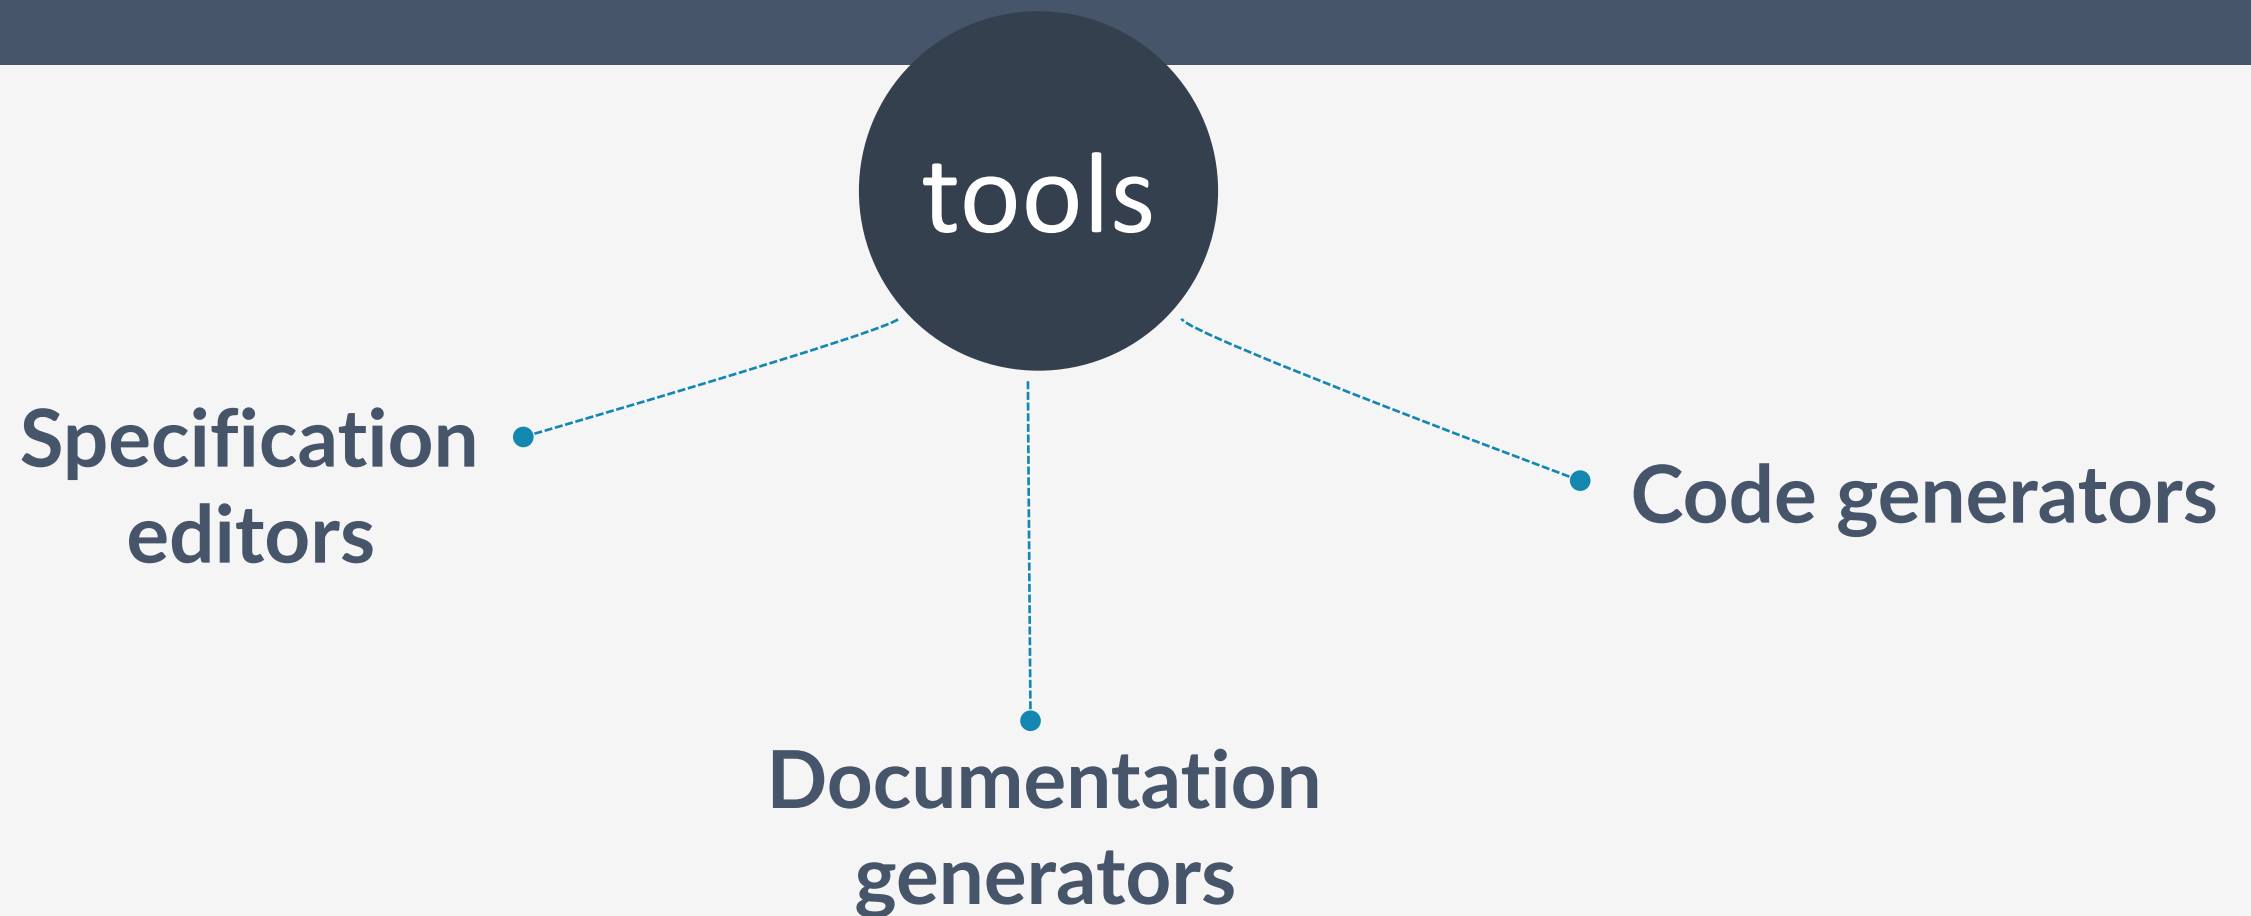 tools
Specification
editors
Code generators
Documentation
generators